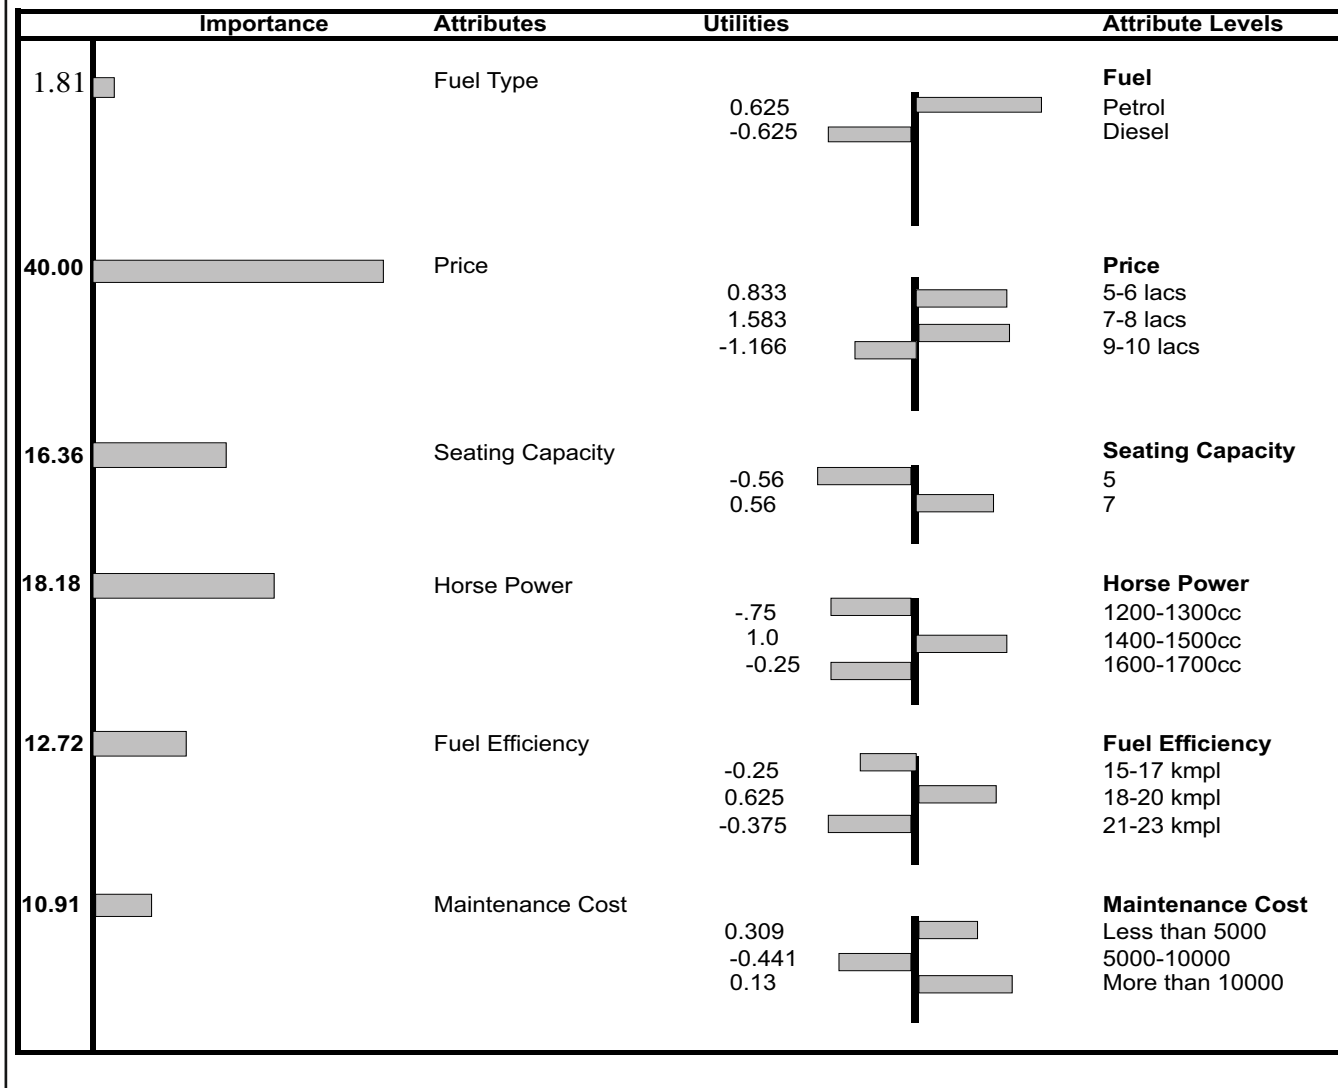 Importance Attributes Utilities Attribute Levels
1.81 Fuel Type Fuel
0.625 Petrol
-0.625 Diesel
40.00 Price Price
0.833 5-6 lacs
1.583 7-8 lacs
-1.166 9-10 lacs
16.36 Seating Capacity Seating Capacity
-0.56 5
0.56 7
18.18 Horse Power Horse Power
-.75 1200-1300cc
1.0 1400-1500cc
-0.25 1600-1700cc
12.72 Fuel Efficiency Fuel Efficiency
-0.25 15-17 kmpl
0.625 18-20 kmpl
-0.375 21-23 kmpl
10.91 Maintenance Cost Maintenance Cost
0.309 Less than 5000
-0.441 5000-10000
0.13 More than 10000